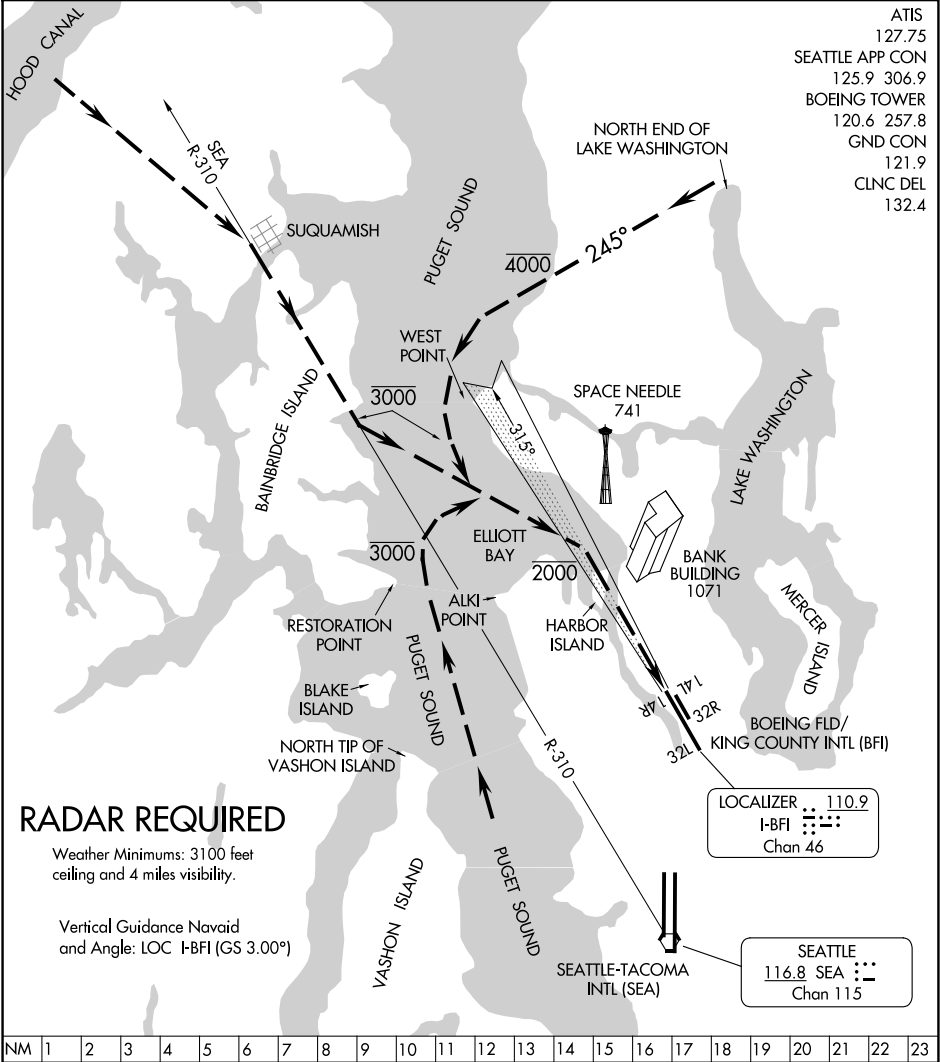 ATIS
127.75
SEATTLE APP CON
125.9 306.9
BOEING TOWER
120.6 257.8
GND CON
121.9
CLNC DEL
132.4
HOOD CANAL
SEA
R-310
SUQUAMISH
PUGET SOUND
NORTH END OF
LAKE WASHINGTON
245°
4000
WEST
POINT
3000
315°
SPACE NEEDLE
741
BAINBRIDGE ISLAND
LAKE WASHINGTON
ELLIOTT
BAY
3000
2000
BANK
BUILDING
1071
RESTORATION
POINT
ALKI
POINT
HARBOR
ISLAND
MERCER ISLAND
PUGET SOUND
BLAKE
ISLAND
14L
14R
32R
32L
BOEING FLD/
KING COUNTY INTL (BFI)
NORTH TIP OF
VASHON ISLAND
R-310
LOCALIZER 110.9
I-BFI
Chan 46
RADAR REQUIRED
Weather Minimums: 3100 feet
ceiling and 4 miles visibility.
Vertical Guidance Navaid
and Angle: LOC I-BFI (GS 3.00°)
VASHON ISLAND
PUGET SOUND
SEATTLE-TACOMA
INTL (SEA)
SEATTLE
116.8 SEA
Chan 115
NM 1 2 3 4 5 6 7 8 9 10 11 12 13 14 15 16 17 18 19 20 21 22 23